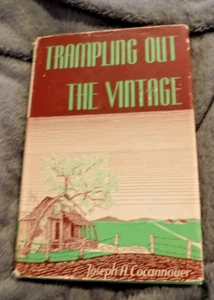 TRAMPLING OUT
THE VINTAGE
Joseph A. Cocannouer